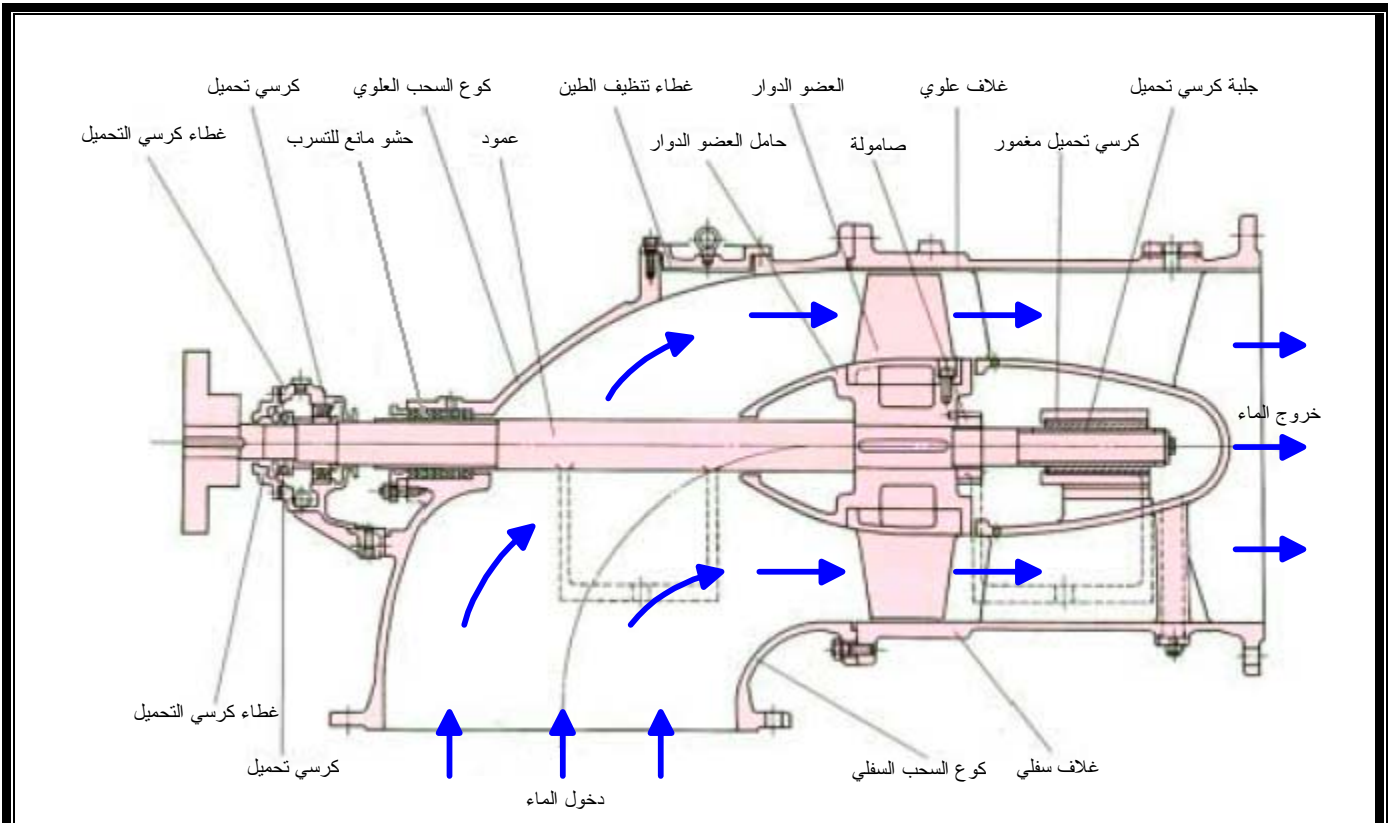 جلبة كرسي تحميل
غلاف علوي
العضو الدوار
غطاء تنظيف الطين
كوع السحب العلوي
كرسي تحميل
كرسي تحميل مغمور
صامولة
حامل العضو الدوار
عمود
حشو مانع للتسرب
غطاء كرسي التحميل
خروج الماء
غطاء كرسي التحميل
غلاف سفلي
كوع السحب السفلي
كرسي تحميل
دخول الماء